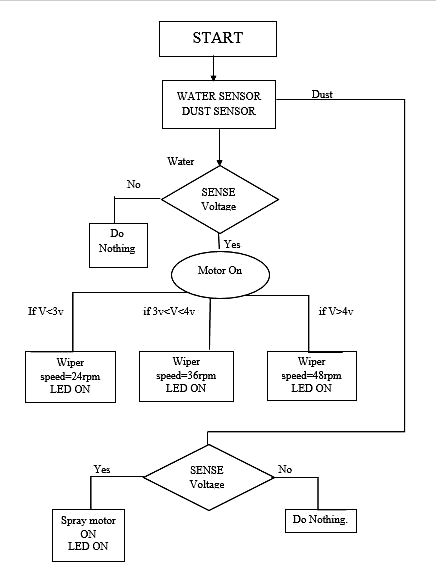 START
WATER SENSOR
DUST SENSOR
Dust
Water
No
SENSE
Voltage
Do
Nothing
Yes
Motor On
If V<3v
if 3v<V<4v
if V>4v
Wiper
speed=24rpm
LED ON
Wiper
speed=36rpm
LED ON
Wiper
speed=48rpm
LED ON
Yes
SENSE
Voltage
No
Spray motor
ON
LED ON
Do Nothing.